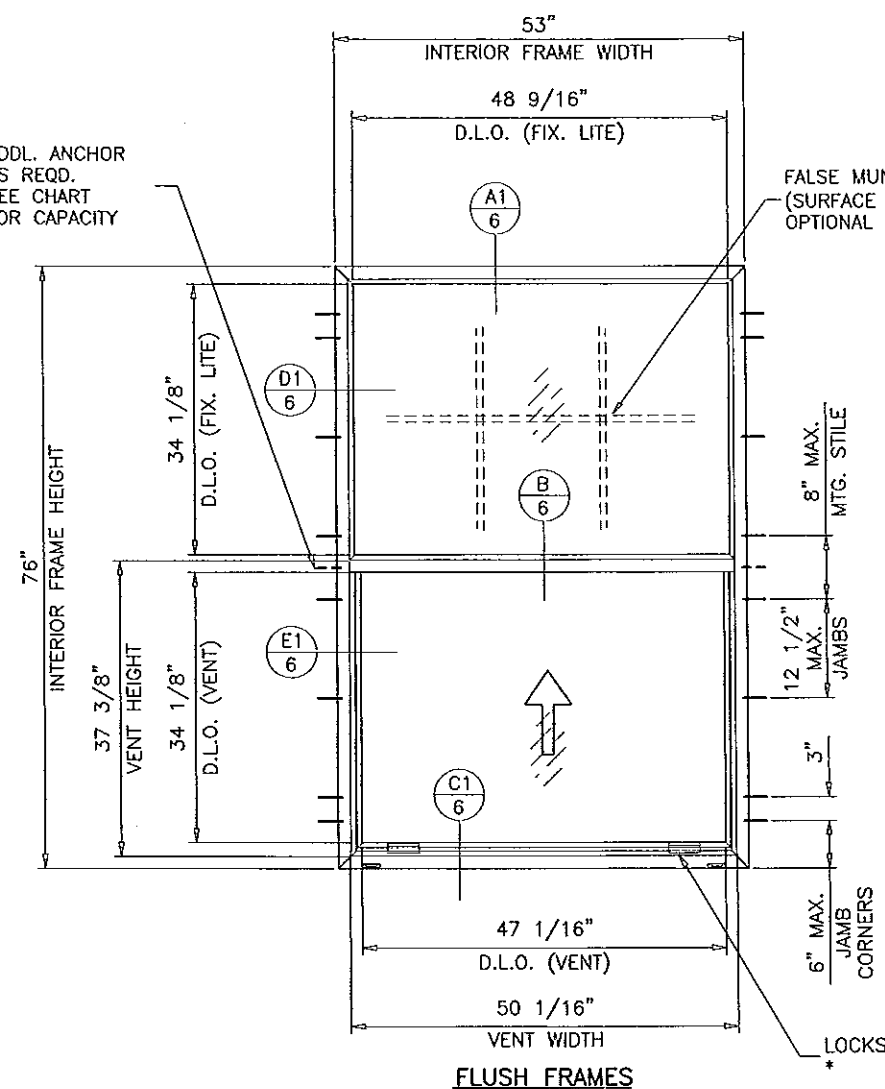 53"
INTERIOR FRAME WIDTH
48 9/16"
D.L.O. (FIX. LITE)
ODL. ANCHOR
S REQD.
EE CHART
OR CAPACITY
FALSE MUN
(SURFACE
OPTIONAL
A1
6
D1
6
34 1/8"
D.L.O. (FIX. LITE)
B
6
8" MAX.
MTG. STILE
76"
INTERIOR FRAME HEIGHT
37 3/8"
VENT HEIGHT
34 1/8"
D.L.O. (VENT)
E1
6
12 1/2"
MAX.
JAMBS
3"
C1
6
6" MAX.
JAMB
CORNERS
47 1/16"
D.L.O. (VENT)
50 1/16"
VENT WIDTH
LOCKS
*
FLUSH FRAMES